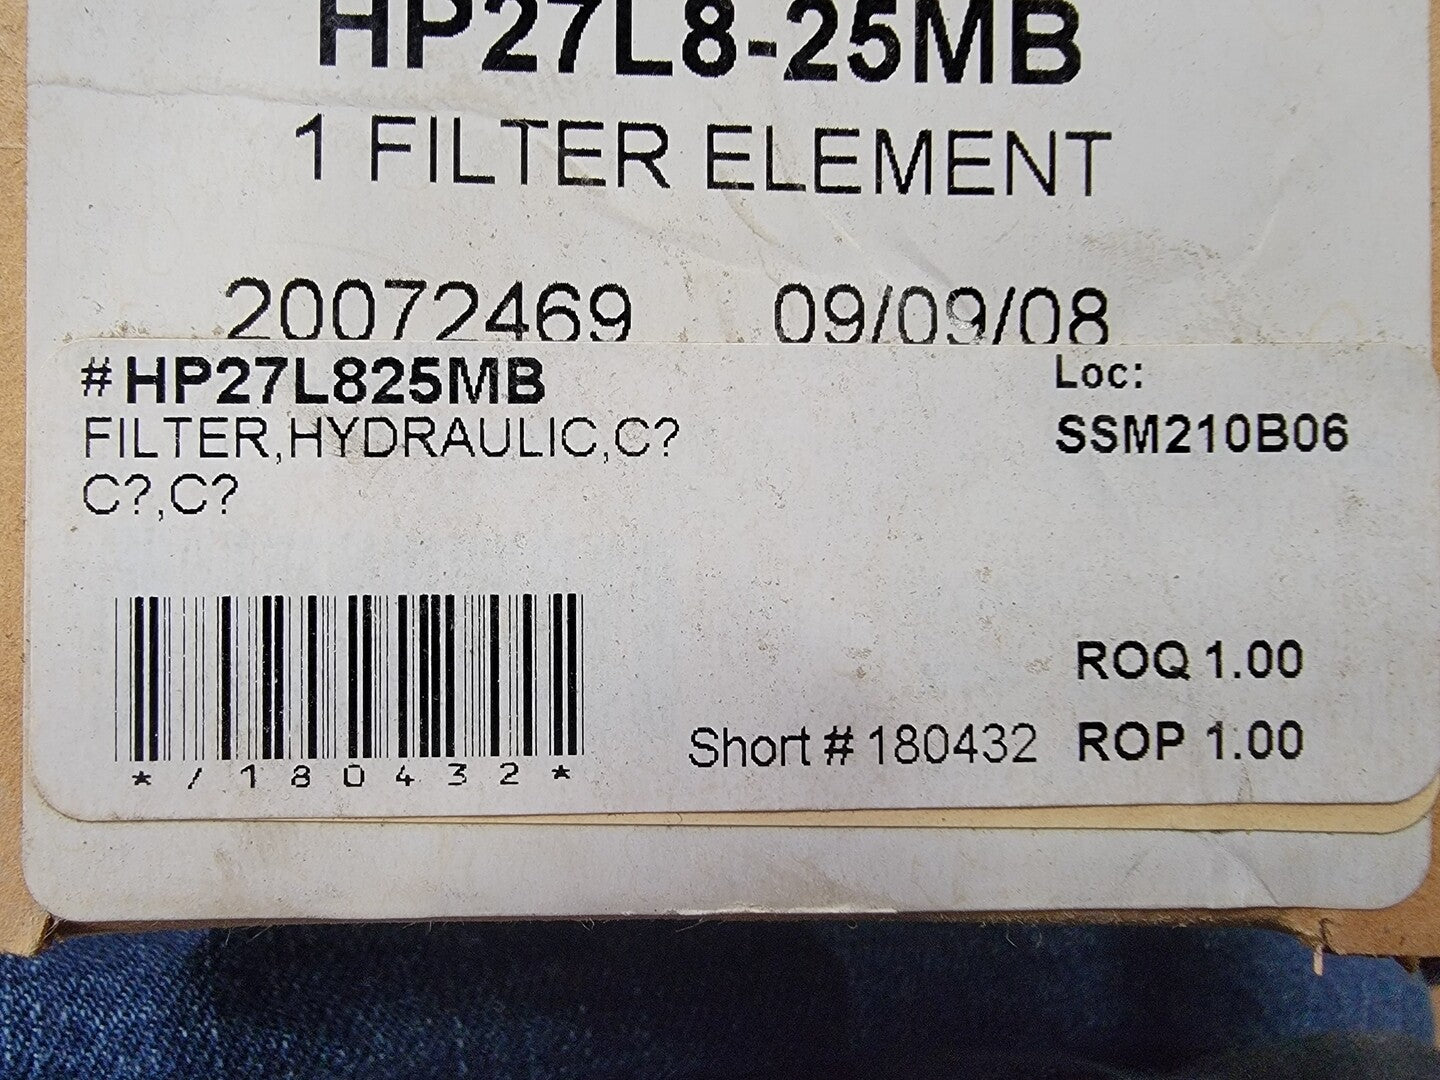 HP27L8-25MB
1 FILTER ELEMENT
20072469 09/09/08
#HP27L825MB
Loc:
FILTER,HYDRAULIC,C?
SSM210B06
C?,C?
ROQ 1.00
Short # 180432 ROP 1.00
*/180432*